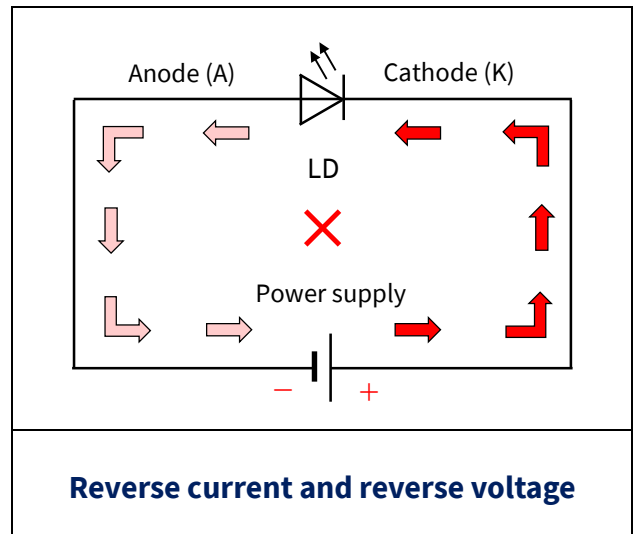 Anode (A)
Cathode (K)
LD
Power supply
− +
Reverse current and reverse voltage